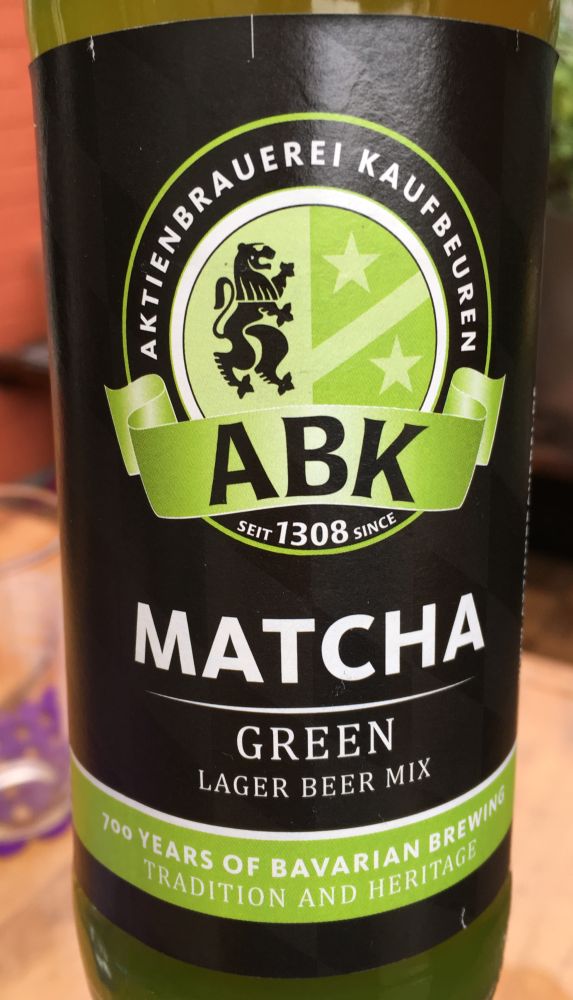 AKTIENBRAUEREI KAUFBEUREN
ABK
SEIT 1308 SINCE
MATCHA
GREEN
LAGER BEER MIX
700 YEARS OF BAVARIAN BREWING
TRADITION AND HERITAGE